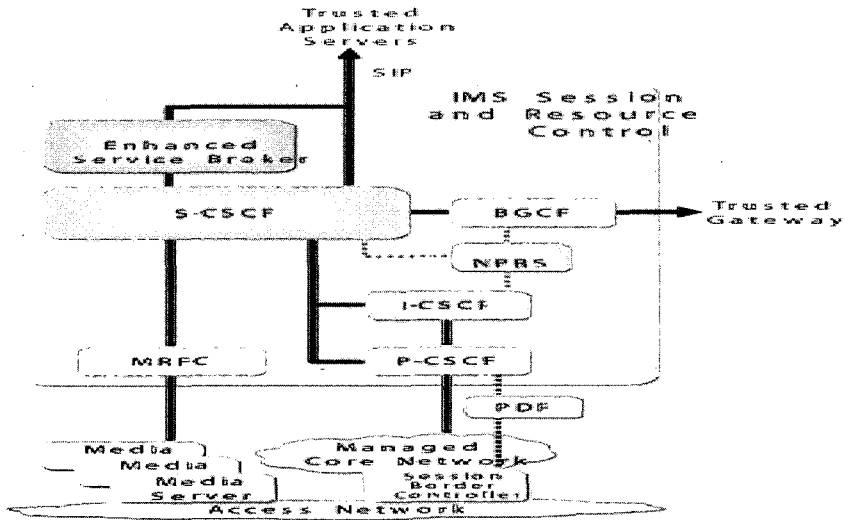 Trusted
Application
Servers
SIP
IMS Session
and Resource
Control
Enhanced
Service Broker
S-CSCF
BGCF
Trusted
Gateway
NPRS
I-CSCF
MRFC
P-CSCF
PDF
Media
Media
Media
Server
Managed
Core Network
Session
Border
Controller
Access Network